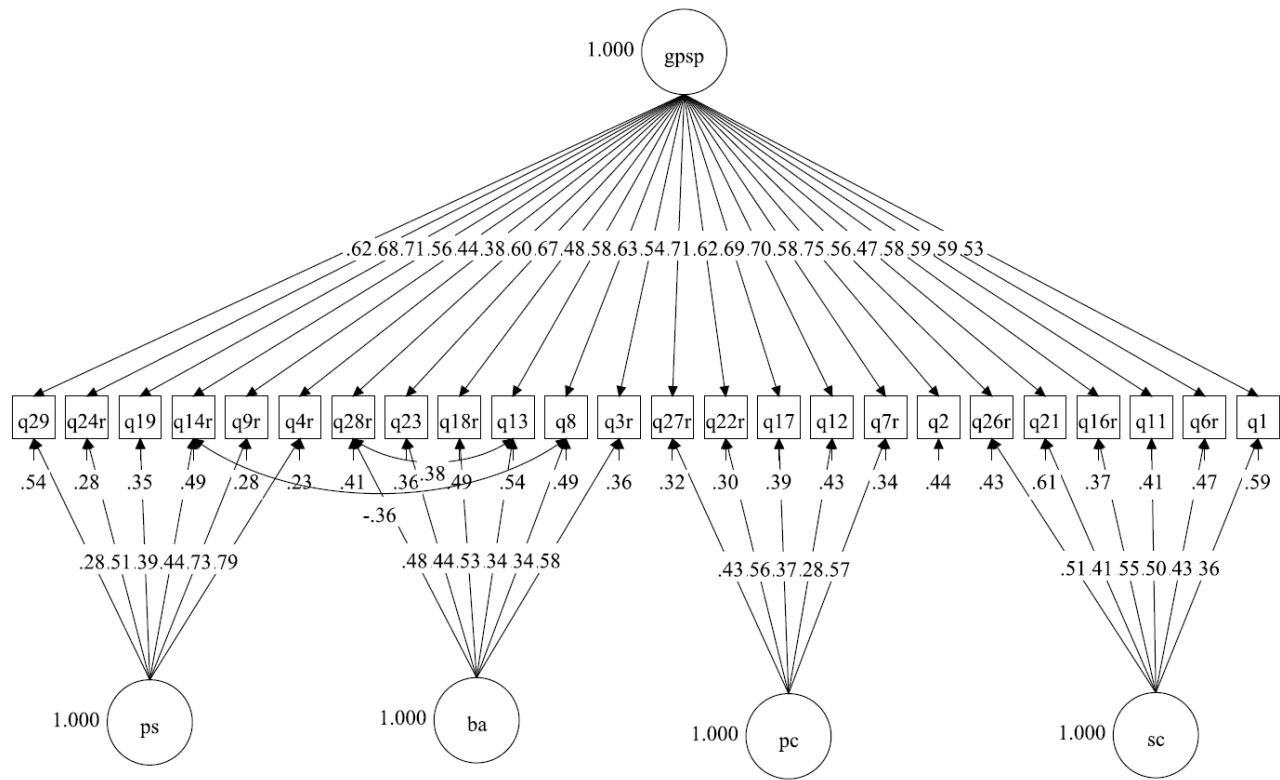 gpsp
1.000
.62 .68 .71 .56 .44 .38 .60 .67 .48 .58 .63 .54 .71 .62 .69 .70 .58 .75 .56 .47 .58 .59 .59 .53
q29 q24r q19 q14r q9r q4r q28r q23 q18r q13 q8 q3r q27r q22r q17 q12 q7r q2 q26r q21 q16r q11 q6r q1
.38
.54 .28 .35 .49 .28 .23 .41 .36 .49 .54 .49 .36 .32 .30 .39 .43 .34 .44 .43 .61 .37 .41 .47 .59
-.36
.28 .51 .39 .44 .73 .79 .48 .44 .53 .34 .34 .58 .43 .56 .37 .28 .57 .51 .41 .55 .50 .43 .36
1.000 ps 1.000 ba 1.000 pc 1.000 sc